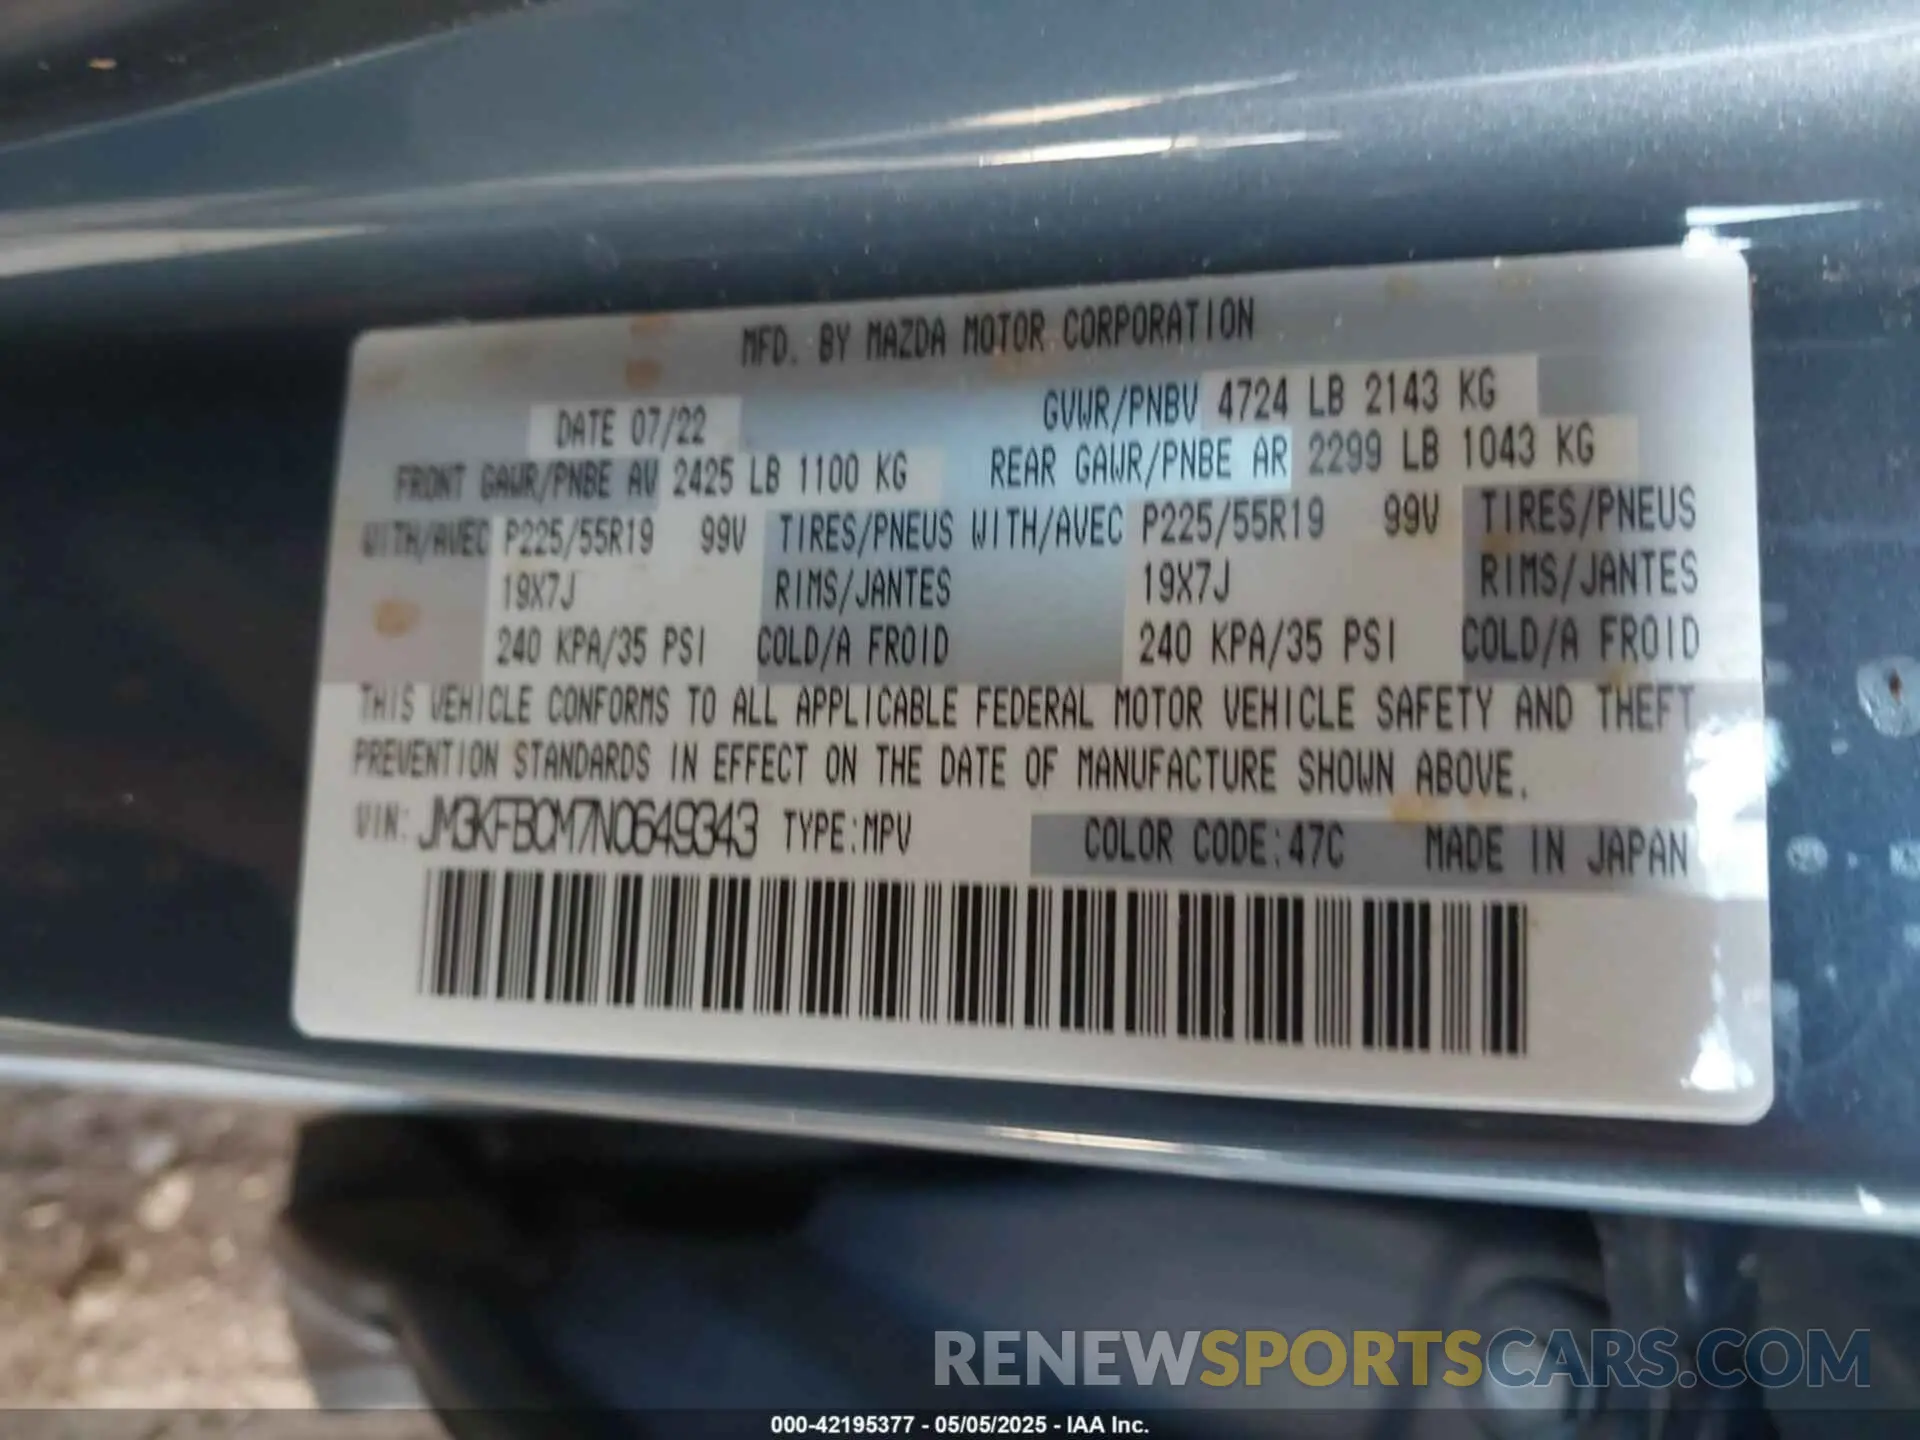 MFD. BY MAZDA MOTOR CORPORATION
DATE 07/22 GVWR/PNBV 4724 LB 2143 KG
FRONT GAWR/PNBE AV 2425 LB 1100 KG REAR GAWR/PNBE AR 2299 LB 1043 KG
WITH/AVEC P225/55R19 99V TIRES/PNEUS WITH/AVEC P225/55R19 99V TIRES/PNEUS
19X7J RIMS/JANTES 19X7J RIMS/JANTES
240 KPA/35 PSI COLD/A FROID 240 KPA/35 PSI COLD/A FROID
THIS VEHICLE CONFORMS TO ALL APPLICABLE FEDERAL MOTOR VEHICLE SAFETY AND THEFT
PREVENTION STANDARDS IN EFFECT ON THE DATE OF MANUFACTURE SHOWN ABOVE.
VIN: JM3KFBCM7N0649343 TYPE:MPV COLOR CODE:47C MADE IN JAPAN
RENEWSPORTSCARS.COM
000-42195377 - 05/05/2025 - IAA Inc.